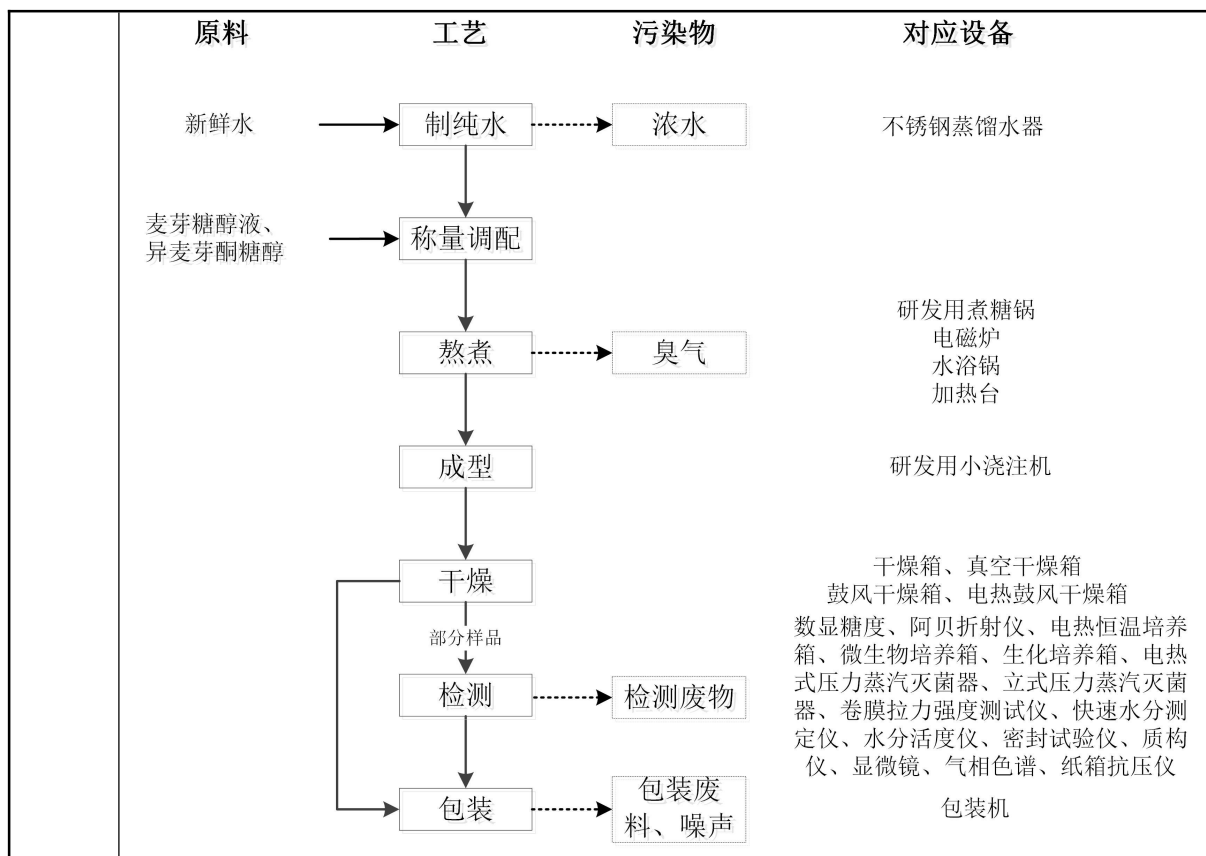 原料 工艺 污染物 对应设备
新鲜水 制纯水 浓水 不锈钢蒸馏水器
麦芽糖醇液、
异麦芽酮糖醇
称量调配
熬煮 臭气
研发用煮糖锅
电磁炉
水浴锅
加热台
成型 研发用小浇注机
干燥
干燥箱、真空干燥箱
鼓风干燥箱、电热鼓风干燥箱
部分样品
检测 检测废物
数显糖度、阿贝折射仪、电热恒温培养
箱、微生物培养箱、生化培养箱、电热
式压力蒸汽灭菌器、立式压力蒸汽灭菌
器、卷膜拉力强度测试仪、快速水分测
定仪、水分活度仪、密封试验仪、质构
仪、显微镜、气相色谱、纸箱抗压仪
包装
包装废
料、噪声
包装机